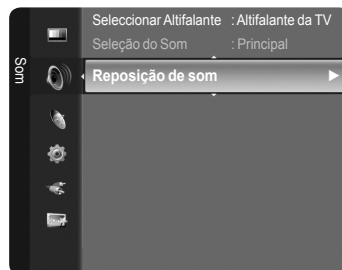 Som
Seleccionar Altifalante : Altifalante da TV
Seleção do Som : Principal
Reposição de som